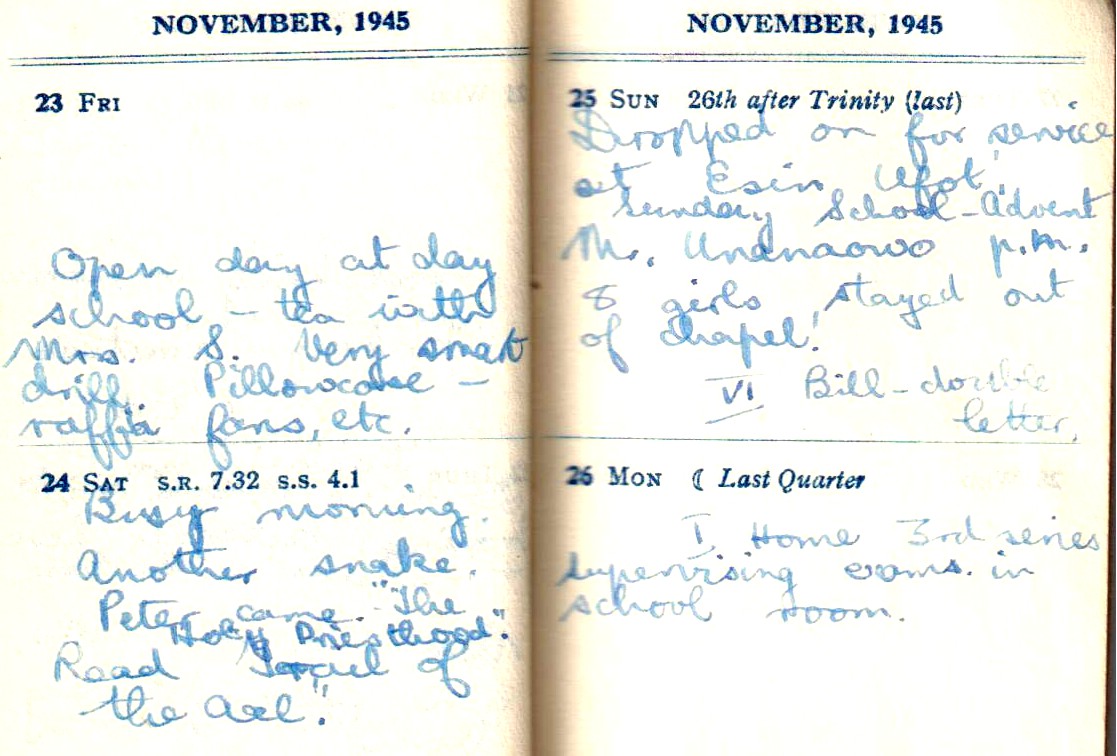 NOVEMBER, 1945
23 FRI
Open day at day
school – tea with
Mrs. S. Very smart
drill. Pillowcase –
raffia fans, etc.
24 SAT S.R. 7.32 S.S. 4.1
Busy morning.
Another snake.
Peter came. "The
Holy Priesthood".
Read Israel of
the
NOVEMBER, 1945
25 SUN 26th after Trinity (last)
Dropped on for service
at Esin Ufot,
Sunday School – Advent
Mr. p.m.
8 girls stayed out
of chapel!
VI Bill – double
letter,
26 MON ☾ Last Quarter
I Home 3rd series
supervising exams. in
school room.